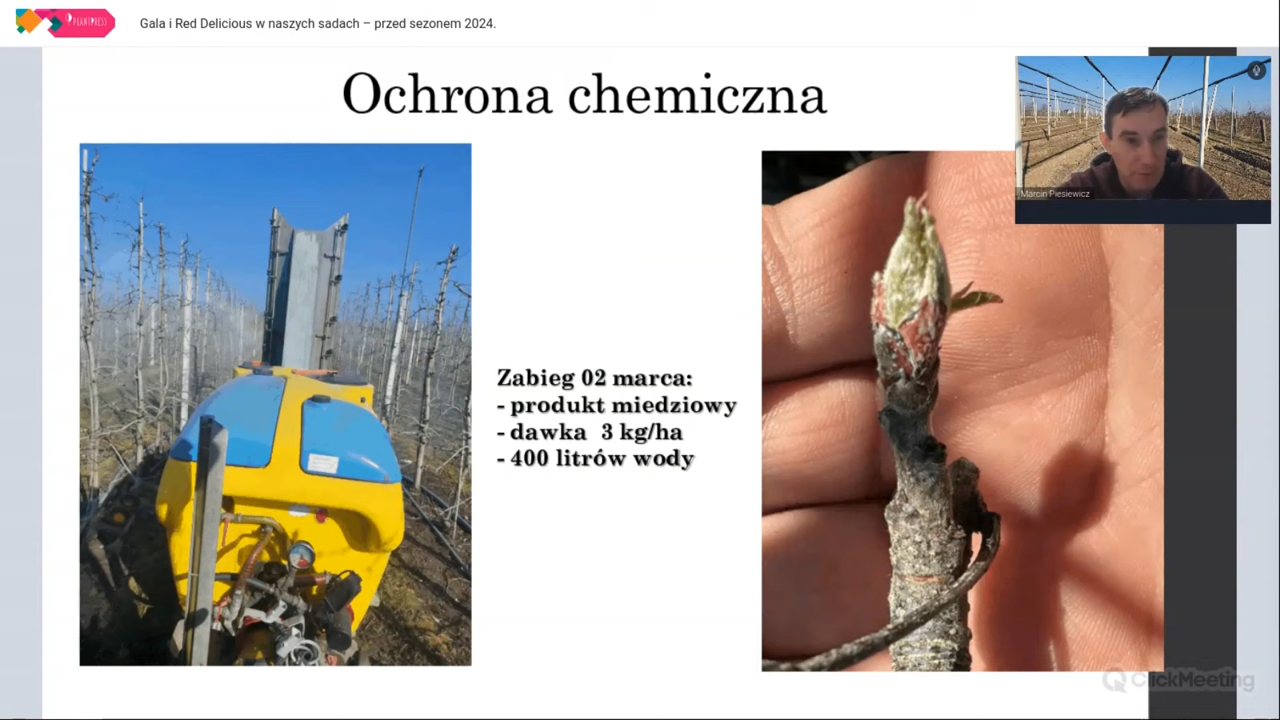 PLANTPRESS
Gala i Red Delicious w naszych sadach – przed sezonem 2024.
Ochrona chemiczna
Marcin Piesiewicz
Zabieg 02 marca:
- produkt miedziowy
- dawka 3 kg/ha
- 400 litrów wody
ClickMeeting